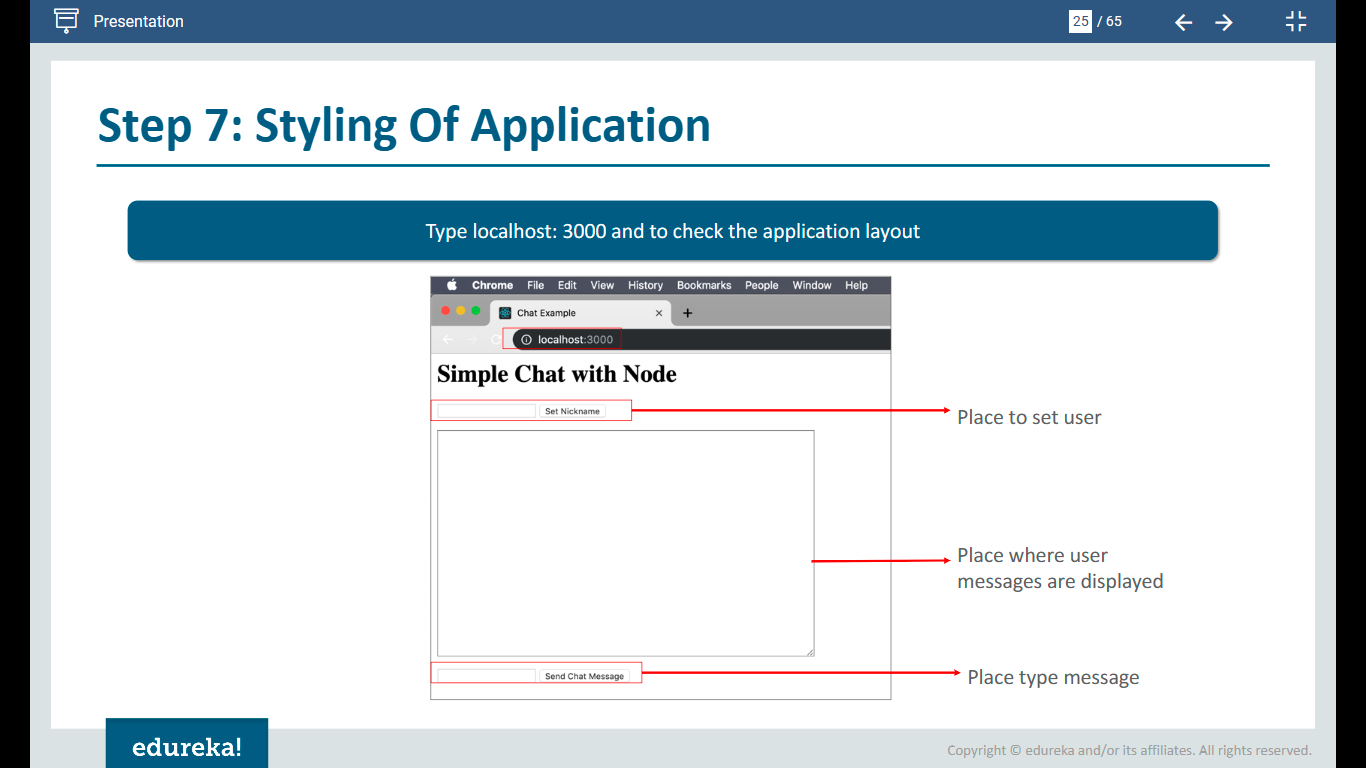 Presentation
25 / 65
Step 7: Styling Of Application
Type localhost: 3000 and to check the application layout
Chrome File Edit View History Bookmarks People Window Help
Chat Example
localhost:3000
Simple Chat with Node
Set Nickname
Place to set user
Place where user
messages are displayed
Send Chat Message
Place type message
edureka!
Copyright © edureka and/or its affiliates. All rights reserved.